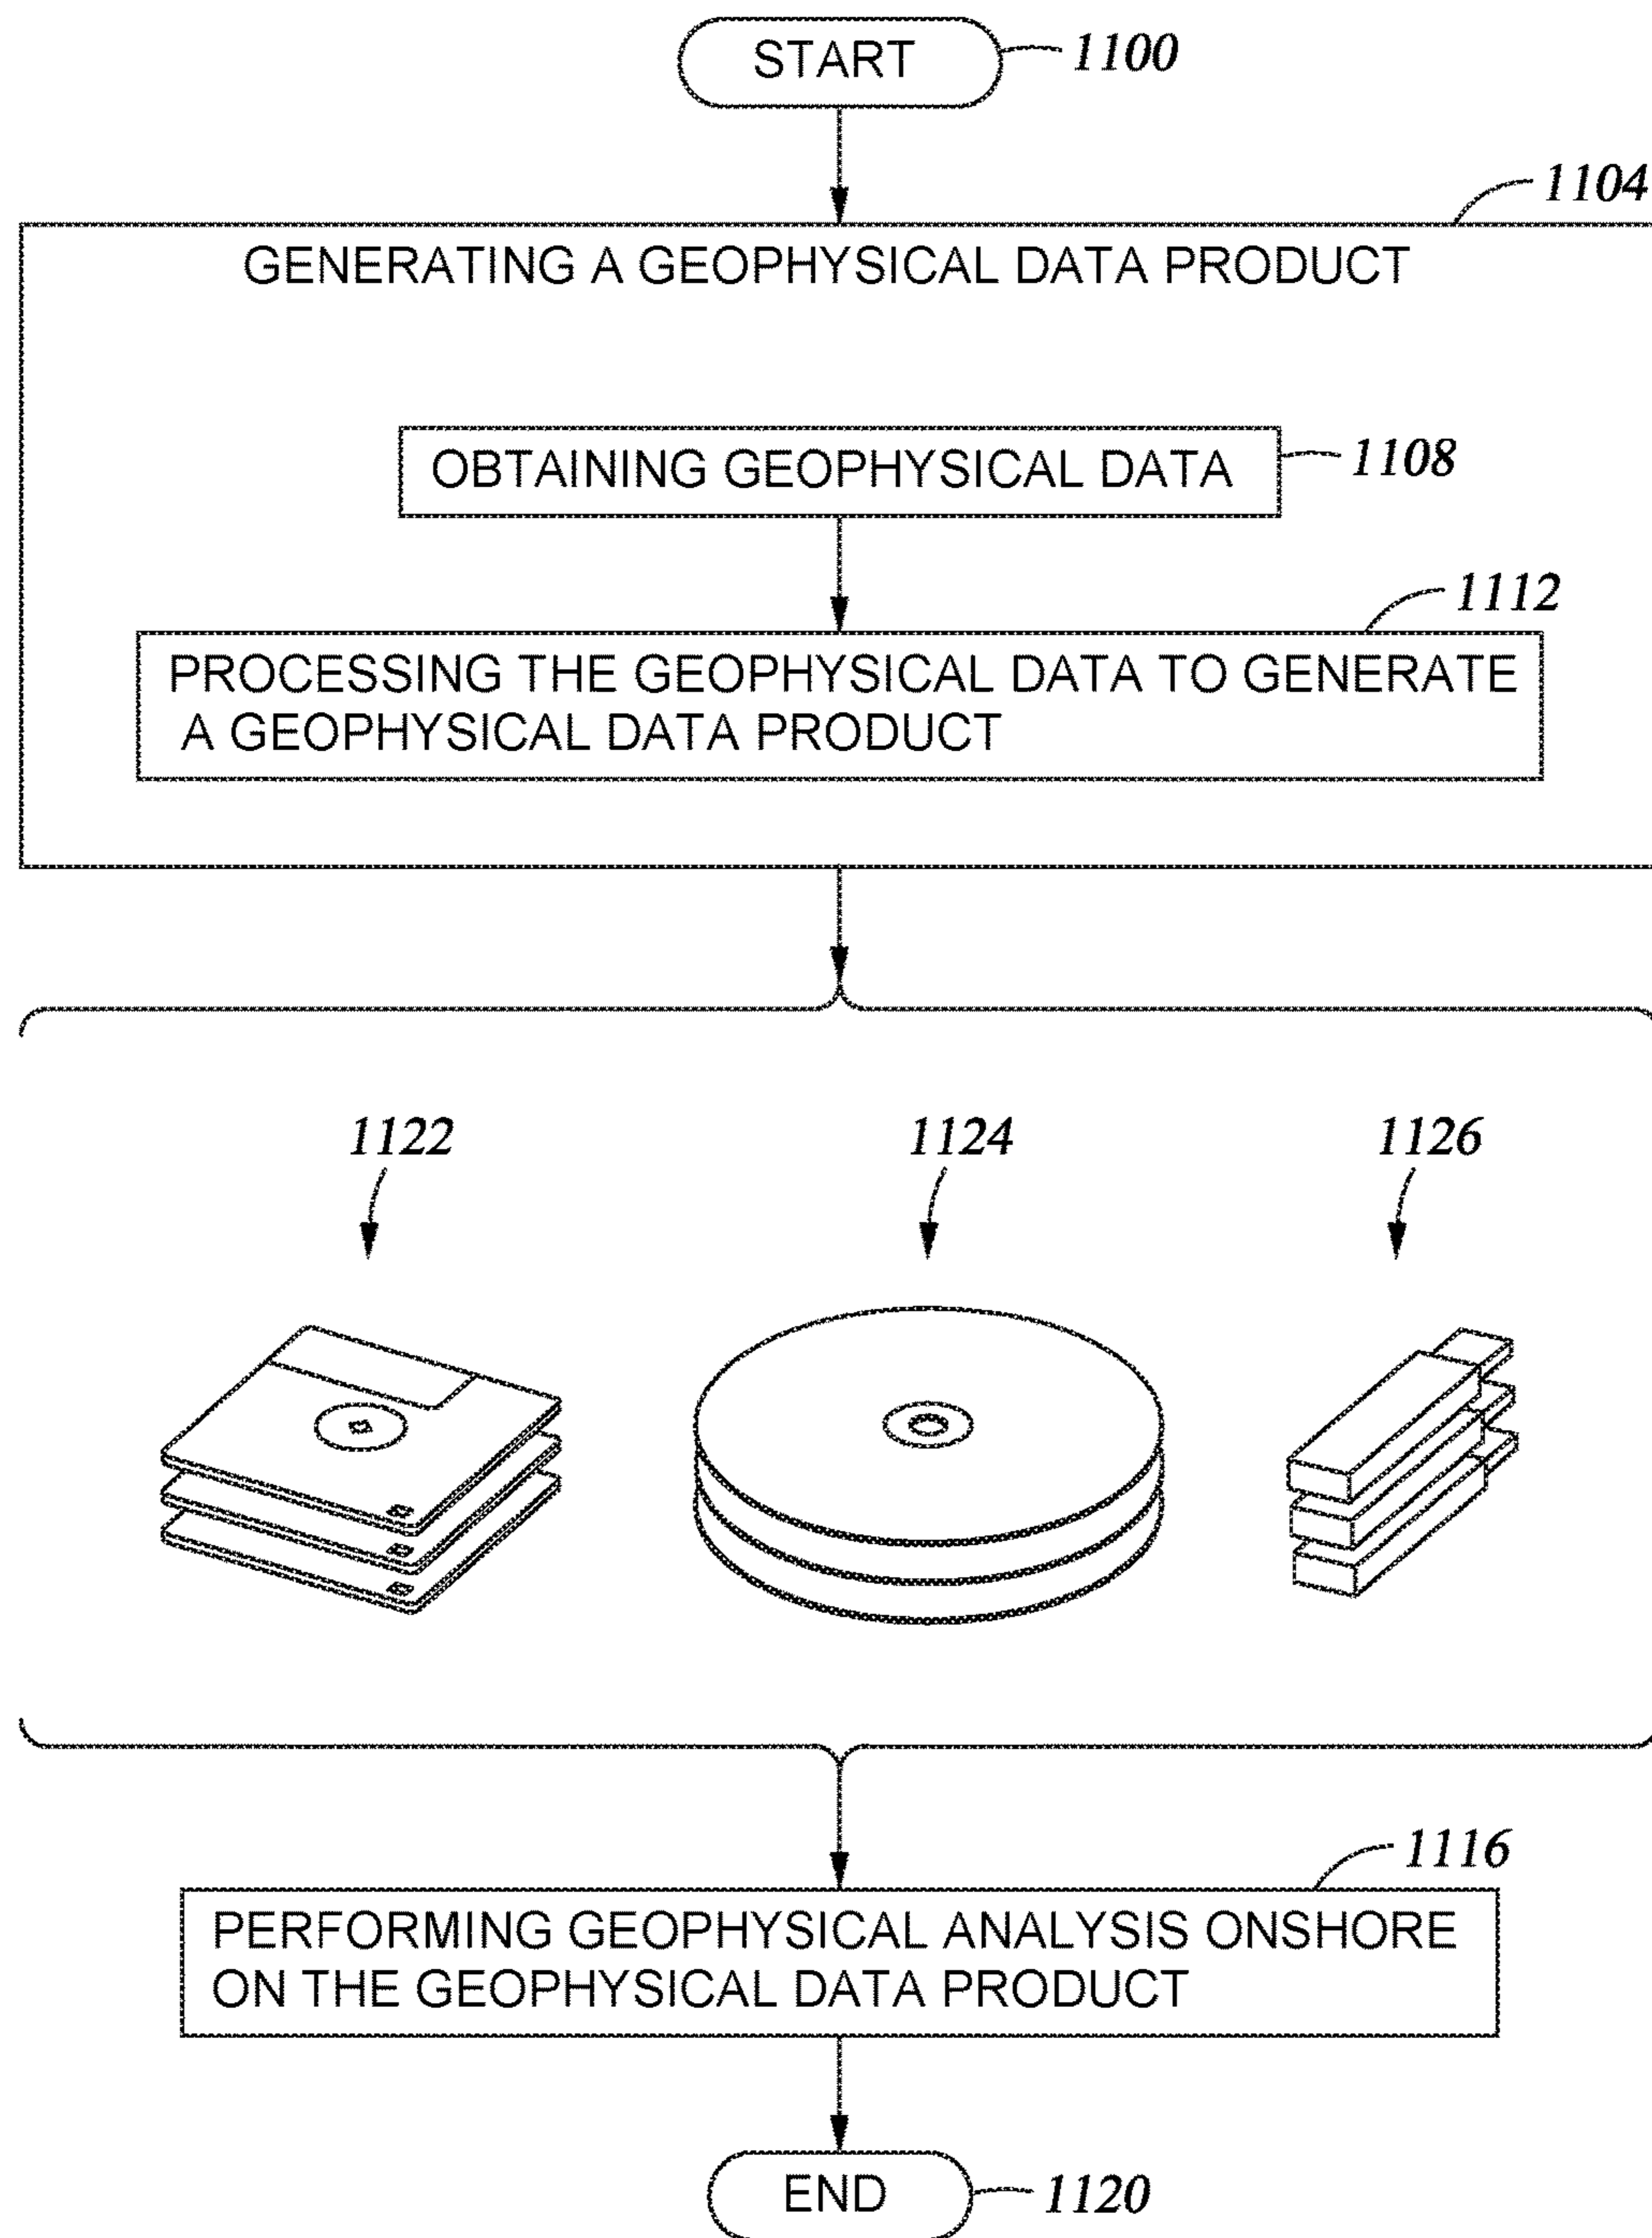 START
1100
1104
GENERATING A GEOPHYSICAL DATA PRODUCT
OBTAINING GEOPHYSICAL DATA
1108
1112
PROCESSING THE GEOPHYSICAL DATA TO GENERATE
A GEOPHYSICAL DATA PRODUCT
1122
1124
1126
1116
PERFORMING GEOPHYSICAL ANALYSIS ONSHORE
ON THE GEOPHYSICAL DATA PRODUCT
END
1120